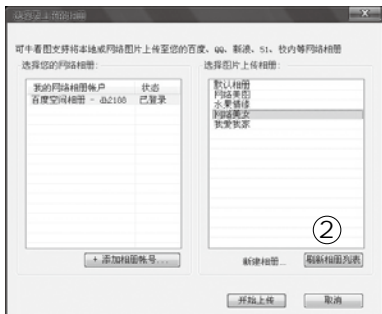 可牛看图支持将本地或网络图片上传至您的百度、QQ、新浪、51、校内等网络相册
选择您的网络相册：
选择图片上传相册：
我的网络相册帐户 状态
百度空间相册 - db2108 已登录
默认相册
网络美图
水果情缘
网络美女
我爱我家
②
+ 添加相册帐号...
新建相册...
刷新相册列表
开始上传
取消